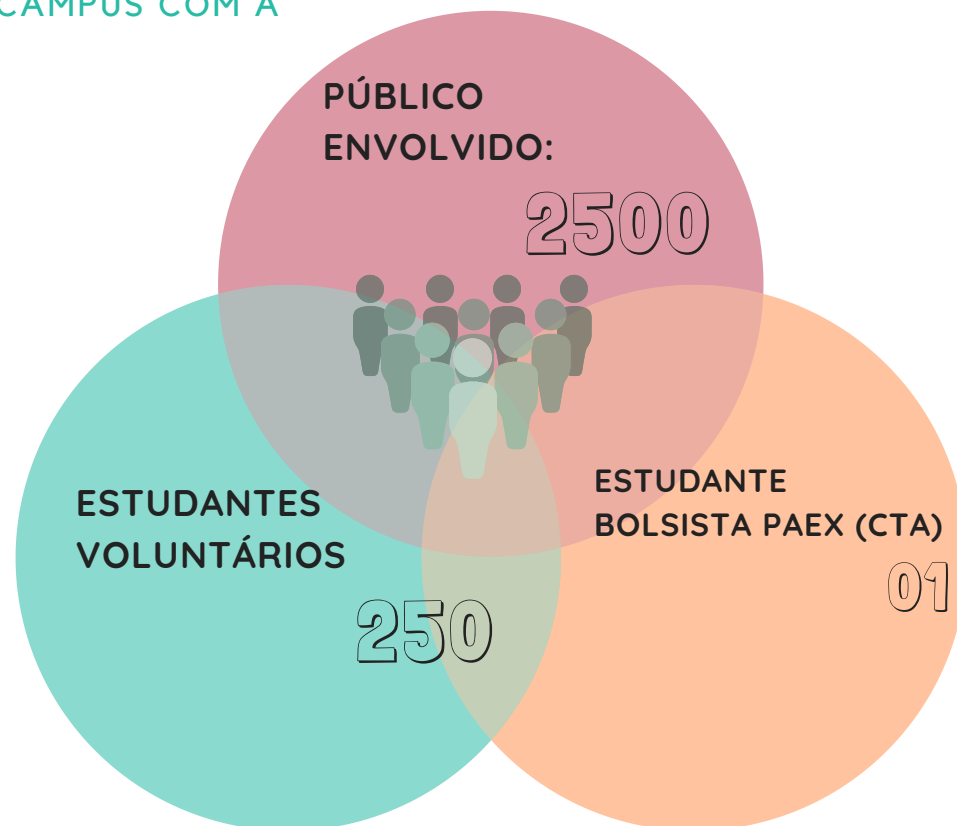 CAMPUS COM A
PÚBLICO
ENVOLVIDO:
2500
ESTUDANTES
VOLUNTÁRIOS
250
ESTUDANTE
BOLSISTA PAEX (CTA)
01